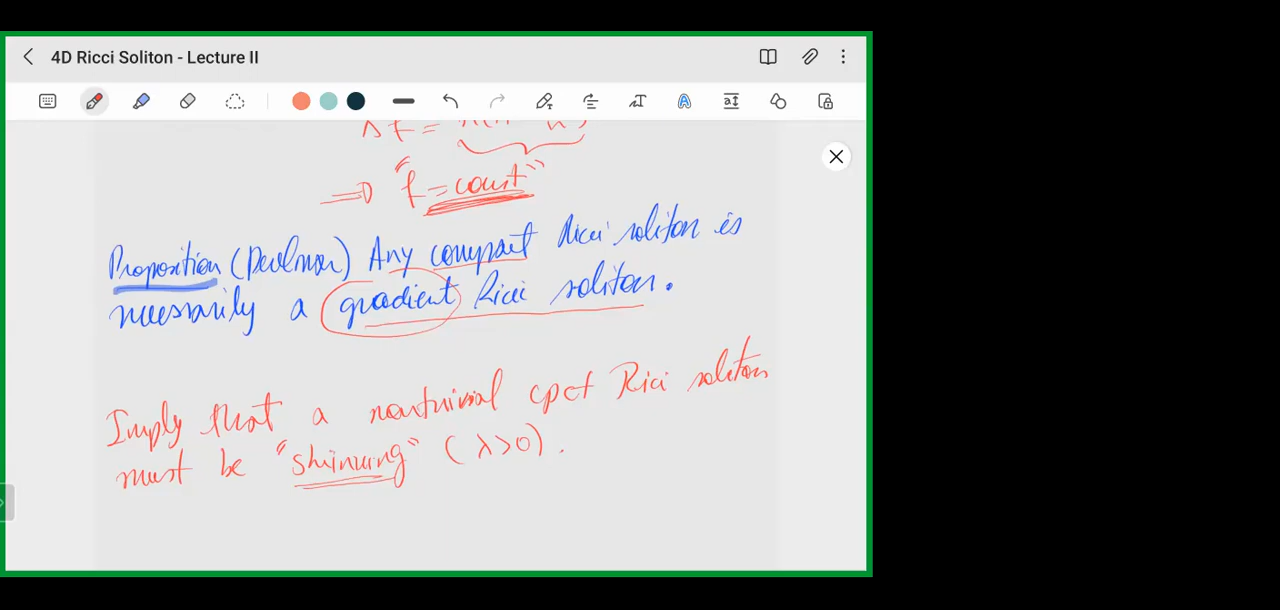 4D Ricci Soliton - Lecture II
⇒ "f = const"
Proposition (Perelman) Any compact Ricci soliton is
necessarily a gradient Ricci soliton.
Imply that a nontrivial cpct Ricci soliton
must be "shrinking" (λ>0).